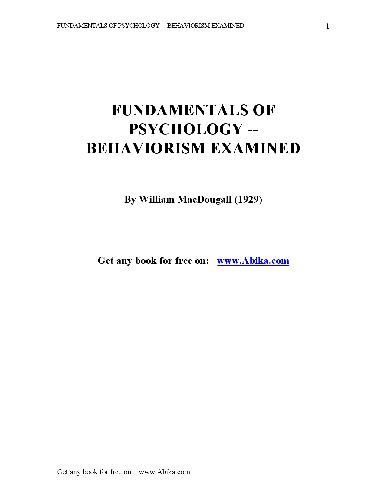 FUNDAMENTALS OF PSYCHOLOGY -- BEHAVIORISM EXAMINED 1
FUNDAMENTALS OF
PSYCHOLOGY --
BEHAVIORISM EXAMINED
By William MacDougall (1929)
Get any book for free on: www.Abika.com
Get any book for free on: www.Abika.com